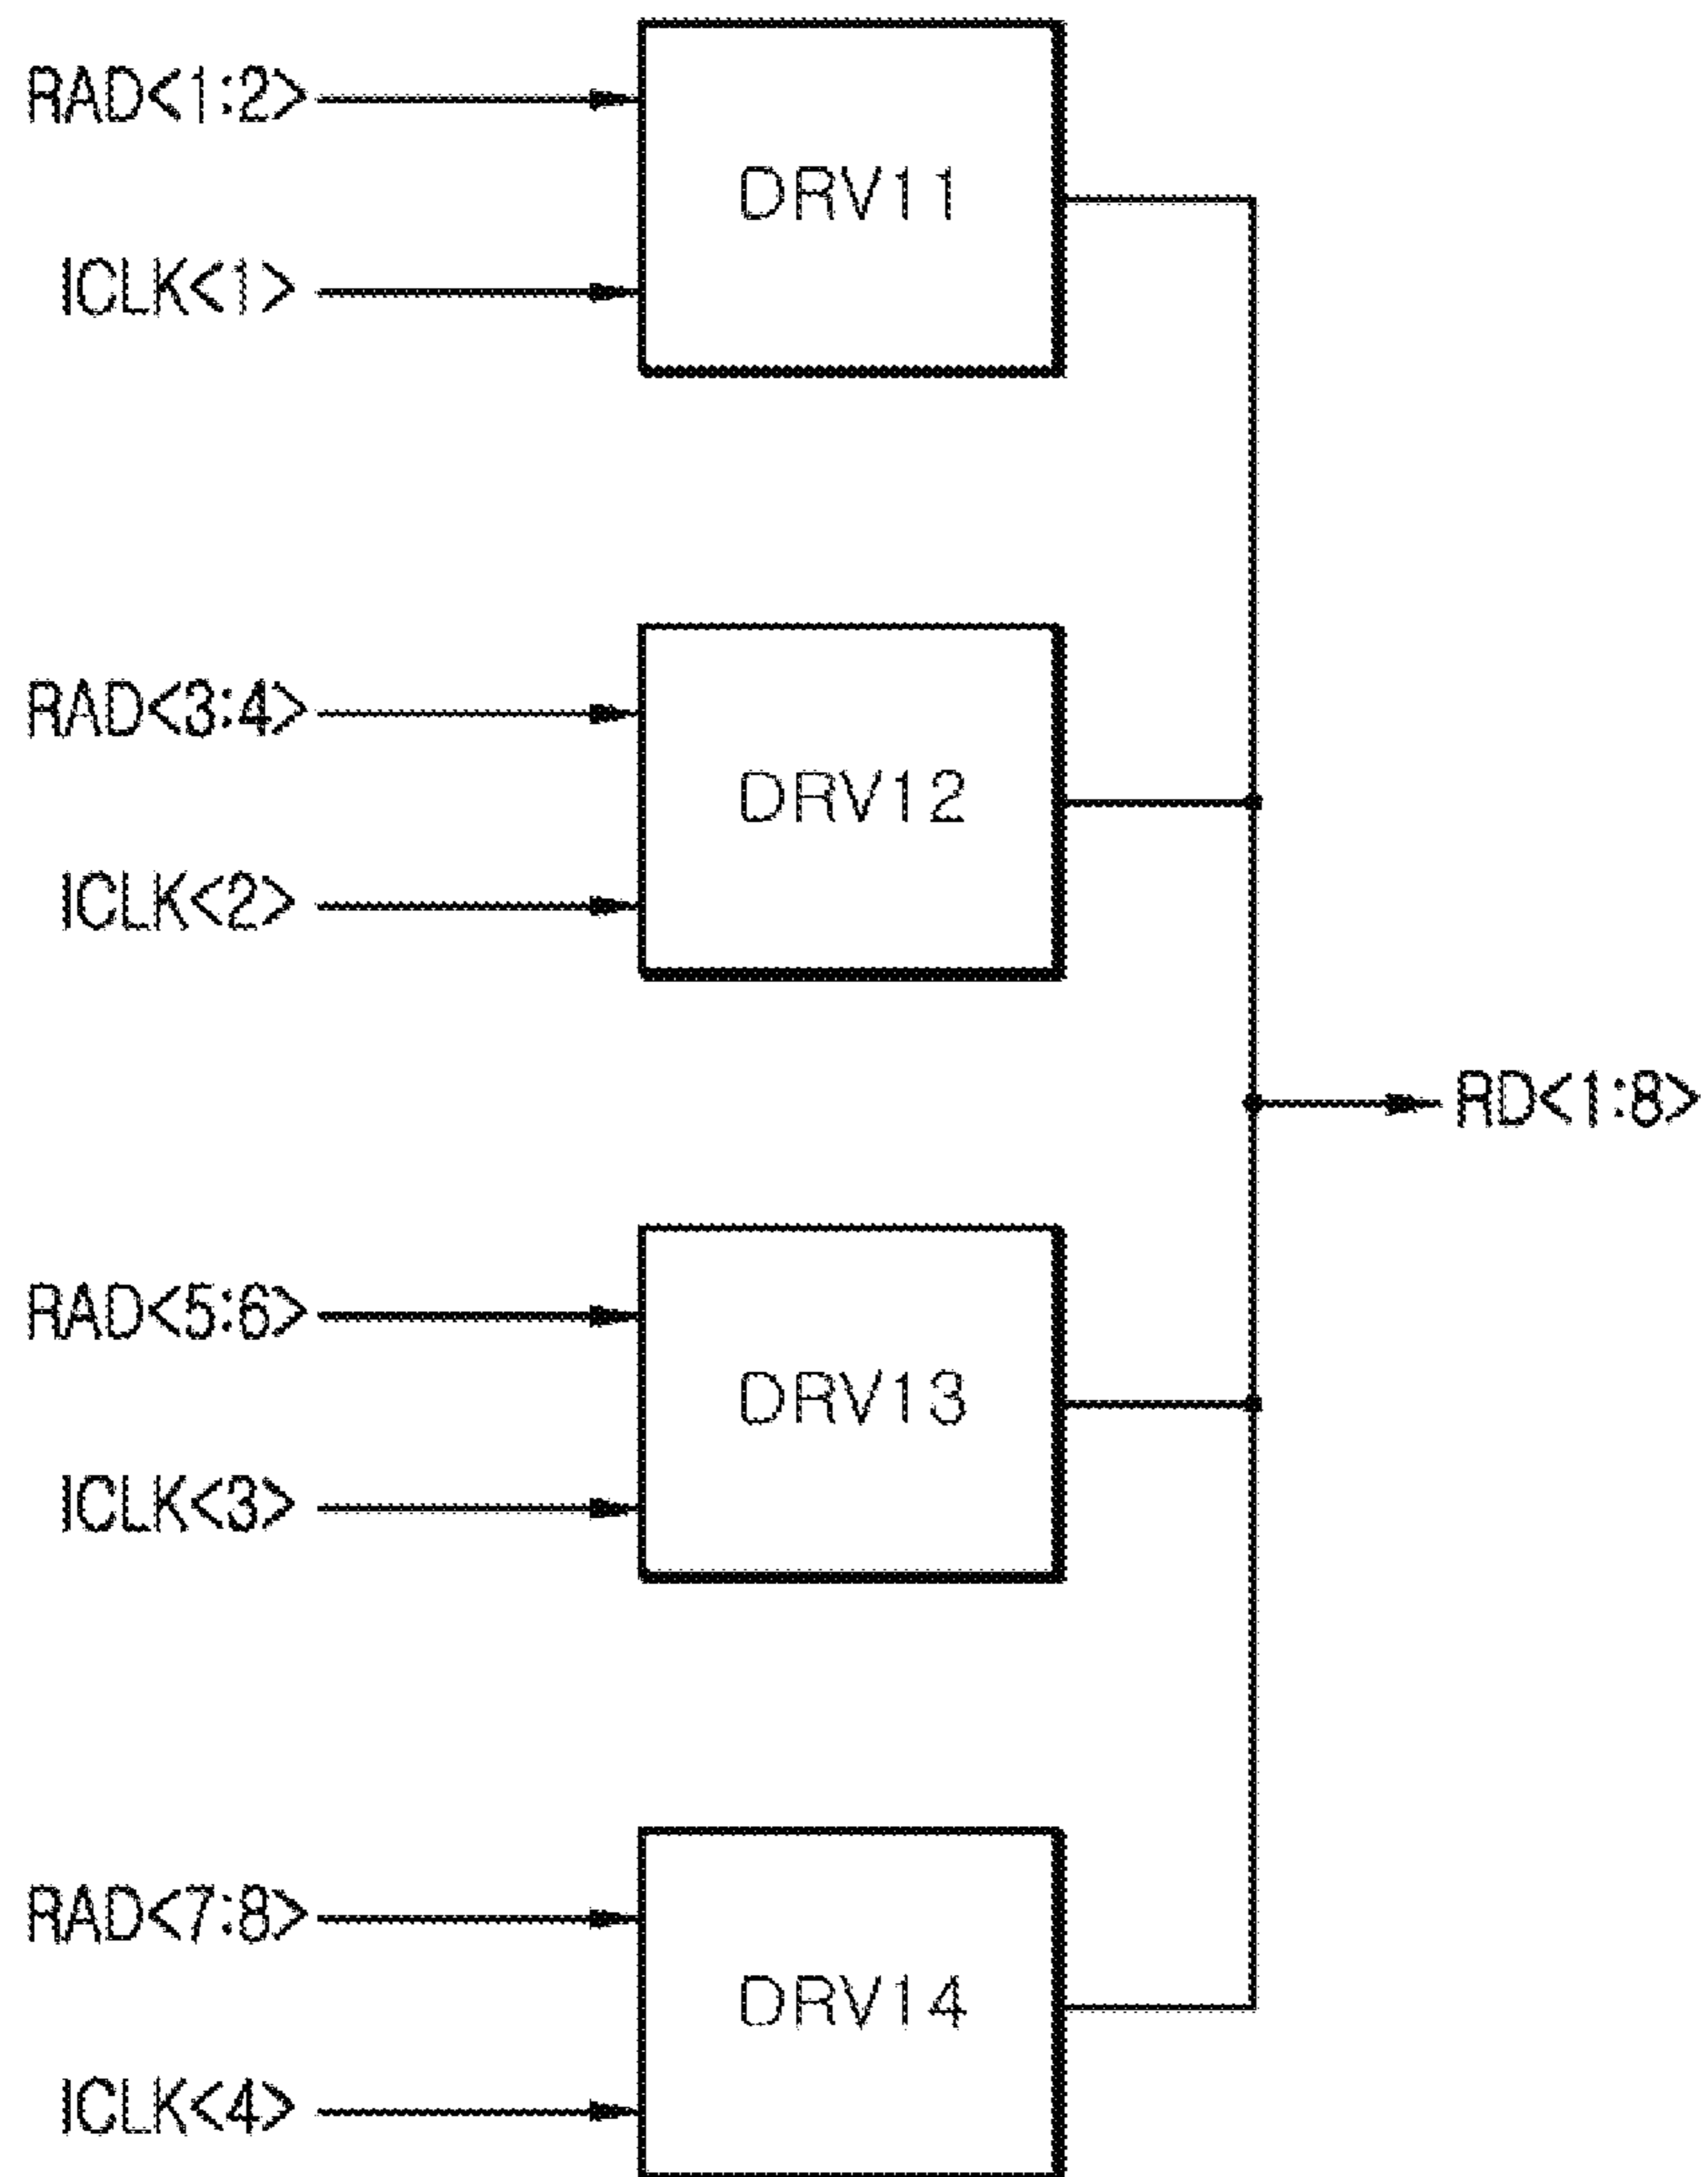 RAD<1:2>
DRV11
ICLK<1>
RAD<3:4>
DRV12
ICLK<2>
RD<1:8>
RAD<5:6>
DRV13
ICLK<3>
RAD<7:8>
DRV14
ICLK<4>